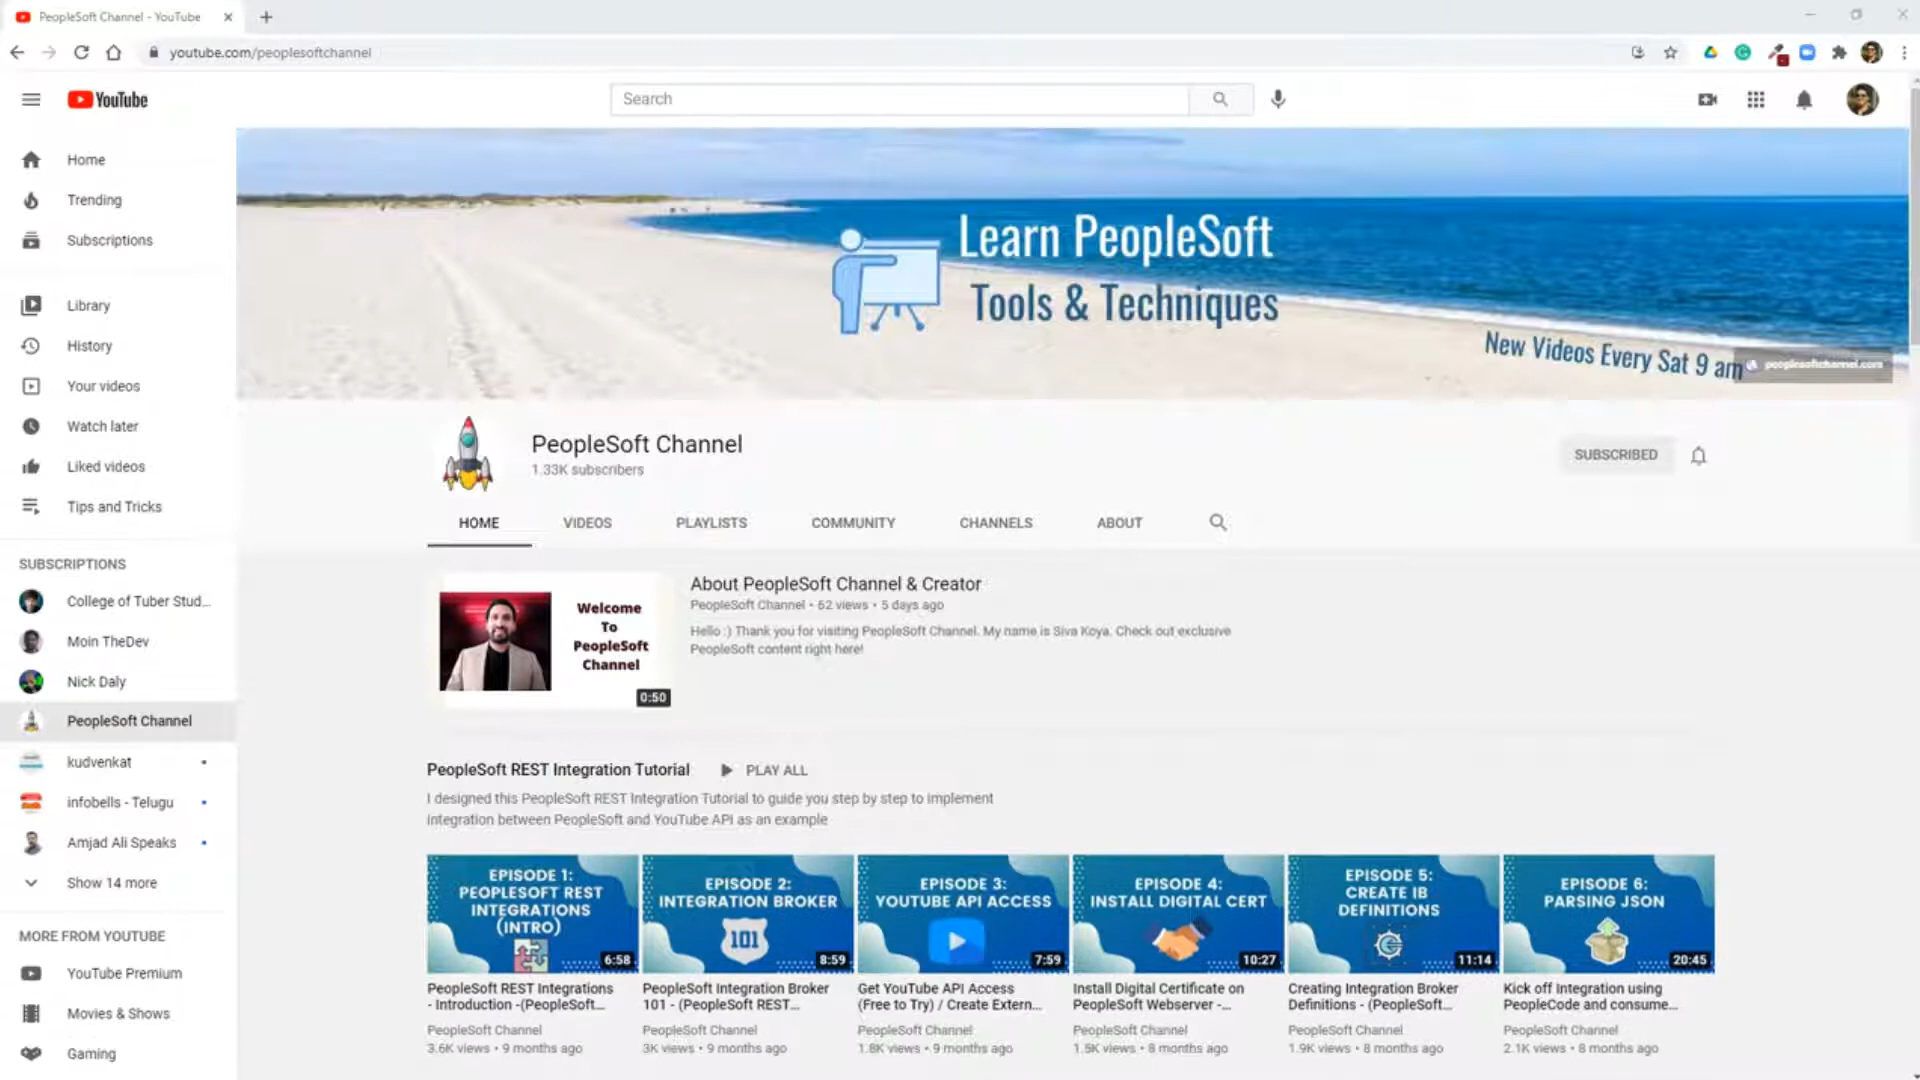 PeopleSoft Channel - YouTube
youtube.com/peoplesoftchannel
YouTube
Search
Home
Trending
Subscriptions
Library
History
Your videos
Watch later
Liked videos
Tips and Tricks
SUBSCRIPTIONS
College of Tuber Stud...
Moin TheDev
Nick Daly
PeopleSoft Channel
kudvenkat
infobells - Telugu
Amjad Ali Speaks
Show 14 more
MORE FROM YOUTUBE
YouTube Premium
Movies & Shows
Gaming
Learn PeopleSoft
Tools & Techniques
New Videos Every Sat 9 am
peoplesoftchannel.com
PeopleSoft Channel
1.33K subscribers
SUBSCRIBED
HOME VIDEOS PLAYLISTS COMMUNITY CHANNELS ABOUT
Welcome
To
PeopleSoft
Channel
0:50
About PeopleSoft Channel & Creator
PeopleSoft Channel • 62 views • 5 days ago
Hello :) Thank you for visiting PeopleSoft Channel. My name is Siva Koya. Check out exclusive
PeopleSoft content right here!
PeopleSoft REST Integration Tutorial PLAY ALL
I designed this PeopleSoft REST Integration Tutorial to guide you step by step to implement
integration between PeopleSoft and YouTube API as an example
EPISODE 1:
PEOPLESOFT REST
INTEGRATIONS
(INTRO)
6:58
PeopleSoft REST Integrations
- Introduction -(PeopleSoft...
PeopleSoft Channel
3.6K views • 9 months ago
EPISODE 2:
INTEGRATION BROKER
101
8:59
PeopleSoft Integration Broker
101 - (PeopleSoft REST...
PeopleSoft Channel
3K views • 9 months ago
EPISODE 3:
YOUTUBE API ACCESS
7:59
Get YouTube API Access
(Free to Try) / Create Extern...
PeopleSoft Channel
1.8K views • 9 months ago
EPISODE 4:
INSTALL DIGITAL CERT
10:27
Install Digital Certificate on
PeopleSoft Webserver -...
PeopleSoft Channel
1.5K views • 8 months ago
EPISODE 5:
CREATE IB
DEFINITIONS
11:14
Creating Integration Broker
Definitions - (PeopleSoft...
PeopleSoft Channel
1.9K views • 8 months ago
EPISODE 6:
PARSING JSON
20:45
Kick off Integration using
PeopleCode and consume...
PeopleSoft Channel
2.1K views • 8 months ago